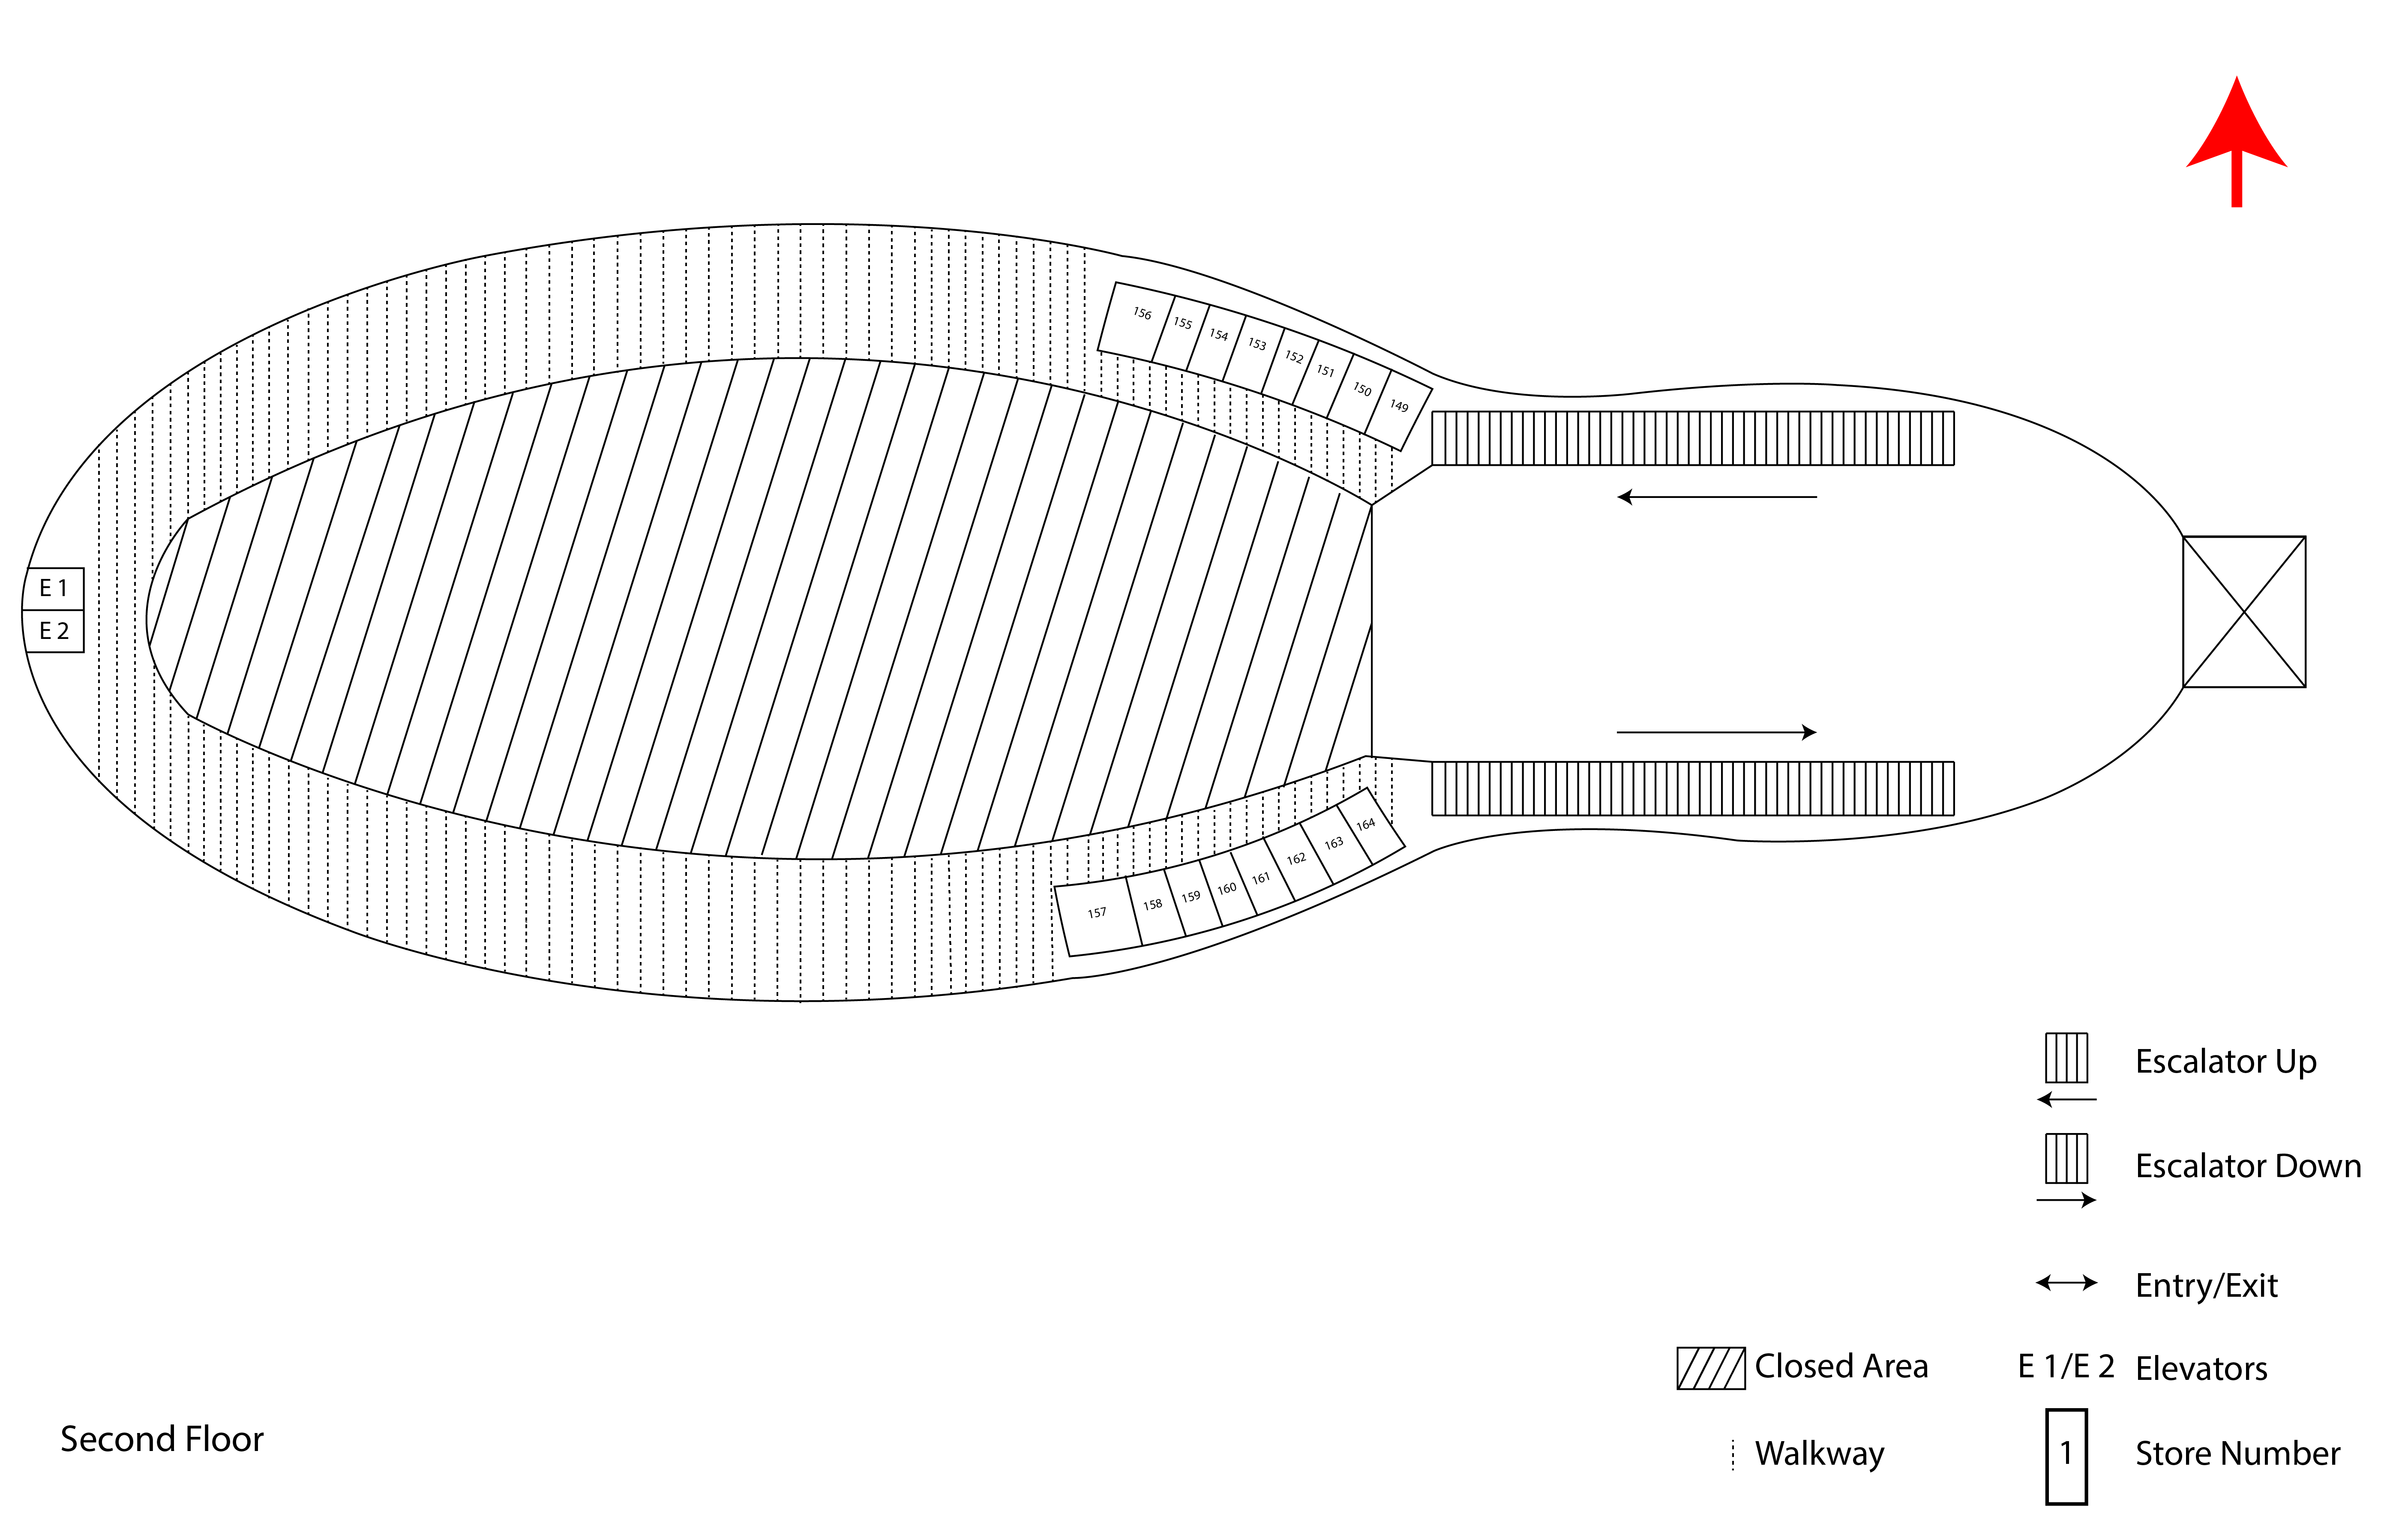 156
155
154
153
152
151
150
149
E 1
E 2
157
158
159
160
161
162
163
164
Escalator Up
Escalator Down
Entry/Exit
Closed Area
E 1/E 2 Elevators
Second Floor
Walkway
1 Store Number